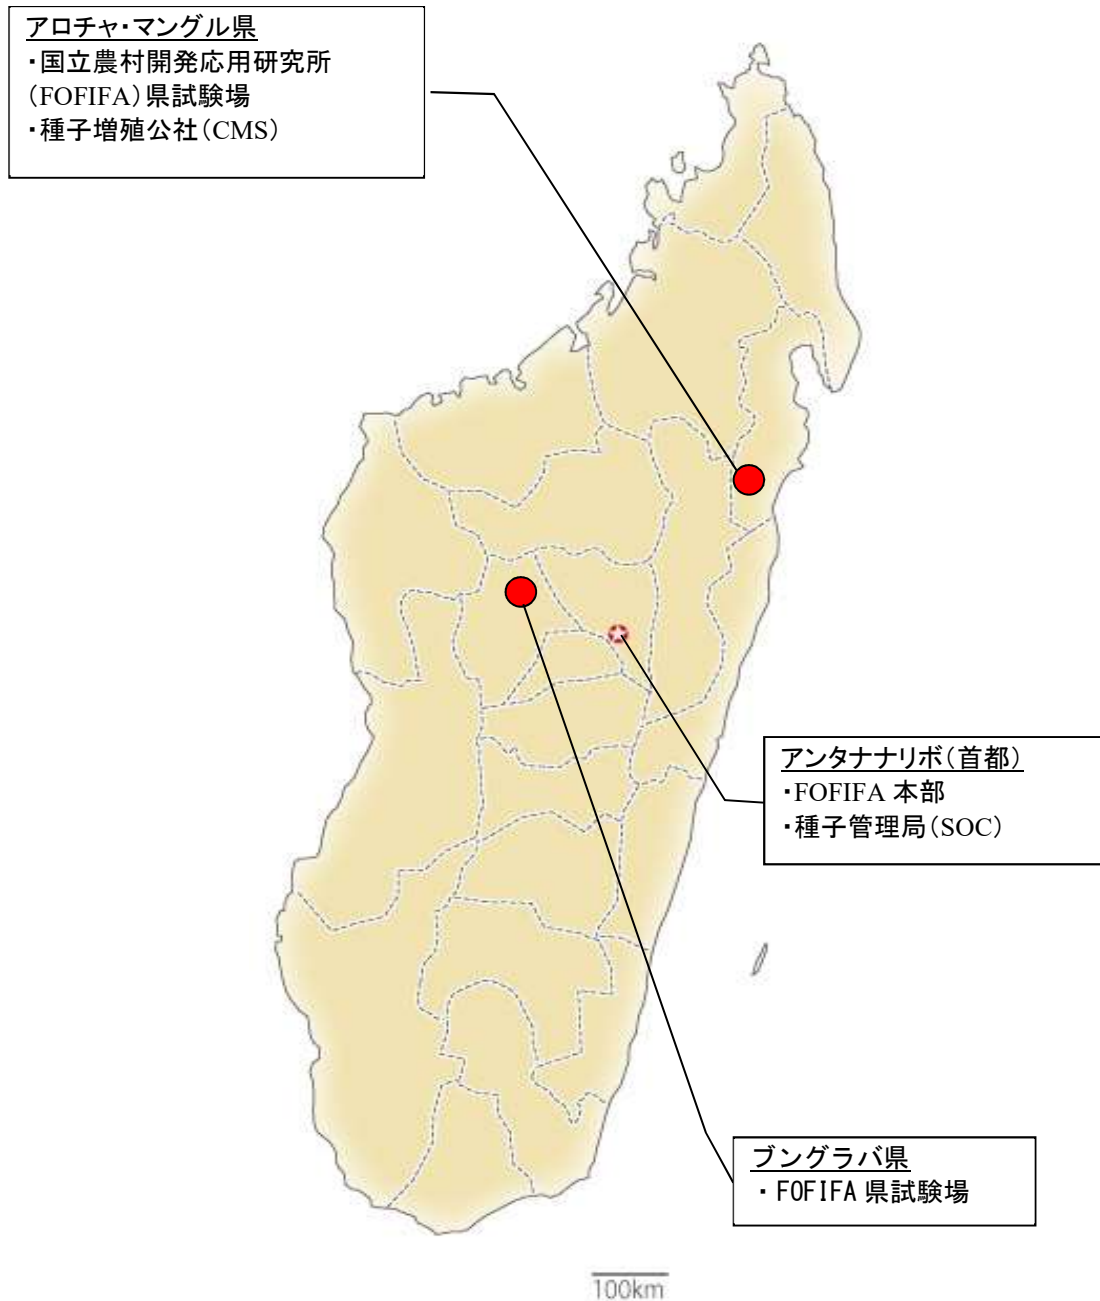 アロチャ・マングル県
・国立農村開発応用研究所
(FOFIFA)県試験場
・種子増殖公社(CMS)
アンタナナリボ(首都)
・FOFIFA 本部
・種子管理局(SOC)
ブングラバ県
・FOFIFA 県試験場
100km